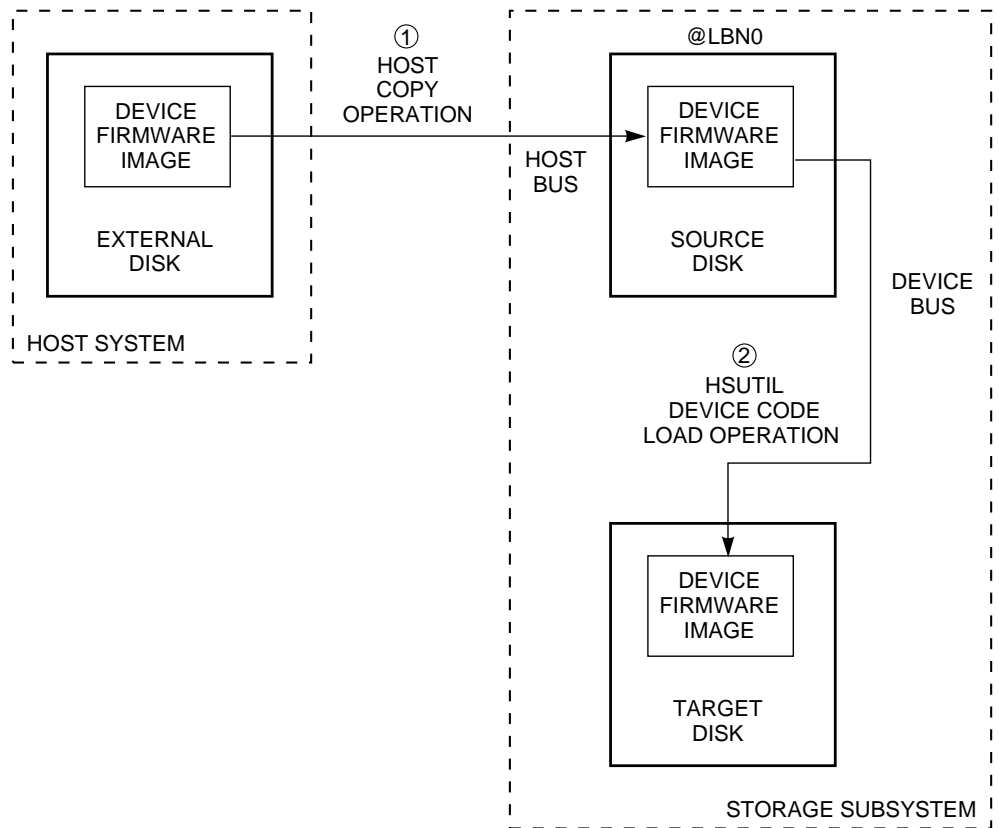 ①
HOST
COPY
OPERATION
@LBN0
DEVICE
FIRMWARE
IMAGE
EXTERNAL
DISK
HOST SYSTEM
HOST
BUS
DEVICE
FIRMWARE
IMAGE
SOURCE
DISK
DEVICE
BUS
②
HSUTIL
DEVICE CODE
LOAD OPERATION
DEVICE
FIRMWARE
IMAGE
TARGET
DISK
STORAGE SUBSYSTEM